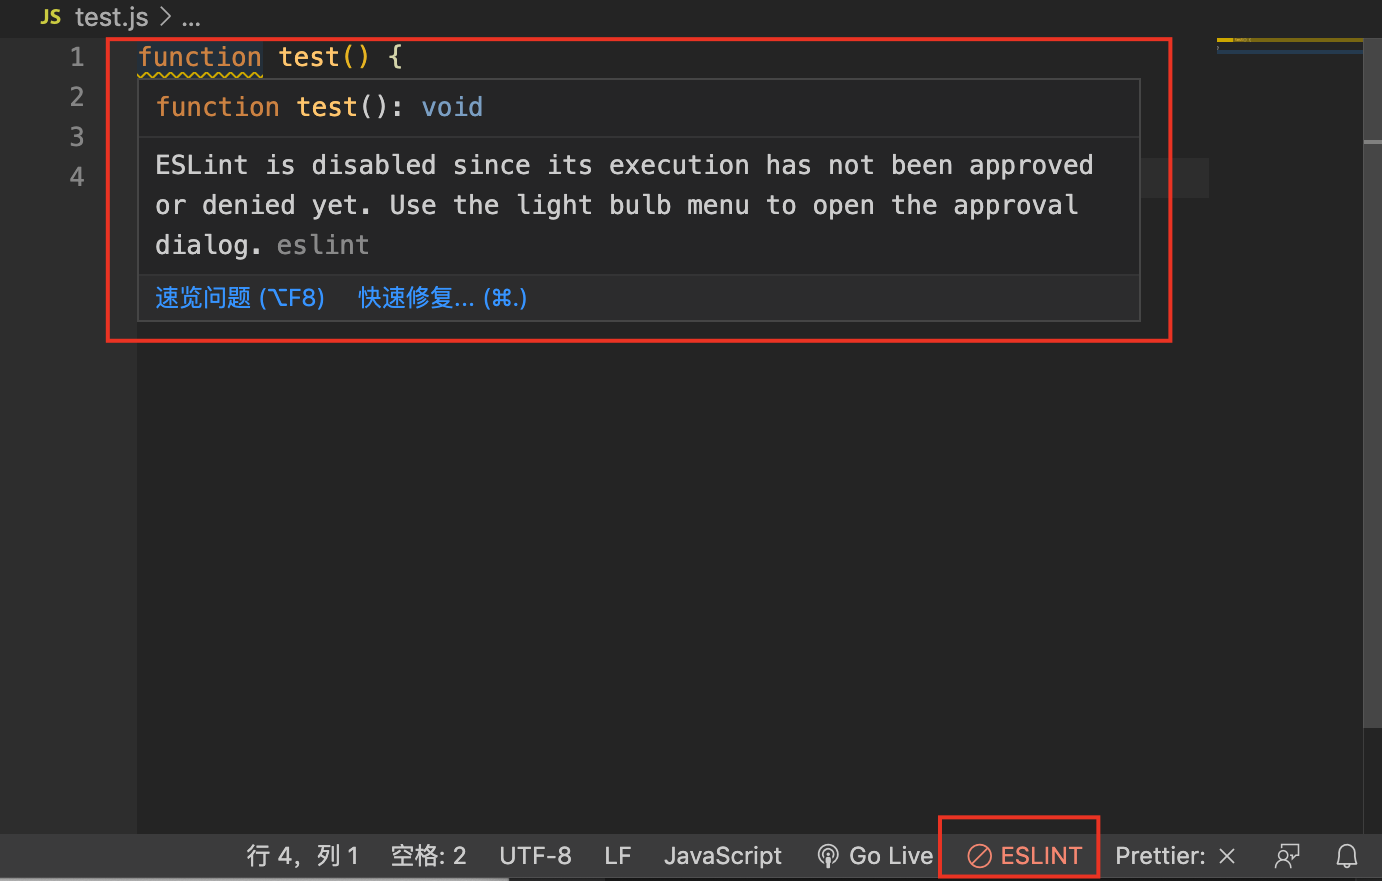 JS test.js > ...
1 function test() {
2
3
4
function test(): void
ESLint is disabled since its execution has not been approved
or denied yet. Use the light bulb menu to open the approval
dialog. eslint
速览问题 (⌥F8) 快速修复... (⌘.)
行 4，列 1 空格: 2 UTF-8 LF JavaScript Go Live ESLINT Prettier: ×